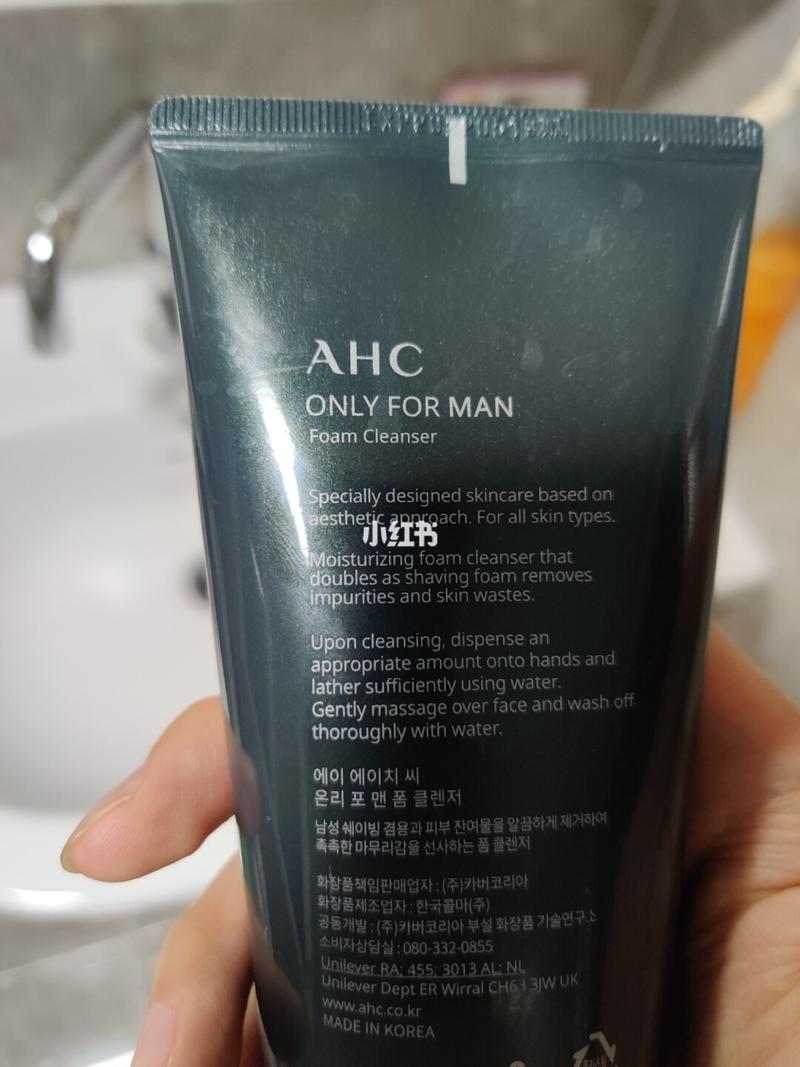 AHC
ONLY FOR MAN
Foam Cleanser
Specially designed skincare based on
aesthetic approach. For all skin types.
小红书
Moisturizing foam cleanser that
doubles as shaving foam removes
impurities and skin wastes.
Upon cleansing, dispense an
appropriate amount onto hands and
lather sufficiently using water.
Gently massage over face and wash off
thoroughly with water.
에이 에이치 씨
온리 포 맨 폼 클렌저
남성 쉐이빙 겸용과 피부 잔여물을 말끔하게 제거하여
촉촉한 마무리감을 선사하는 폼 클렌저
화장품책임판매업자 : (주)카버코리아
화장품제조업자 : 한국콜마(주)
공동개발 : (주)카버코리아 부설 화장품 기술연구소
소비자상담실 : 080-332-0855
Unilever RA; 455; 3013 AL; NL
Unilever Dept ER Wirral CH63 3JW UK
www.ahc.co.kr
MADE IN KOREA